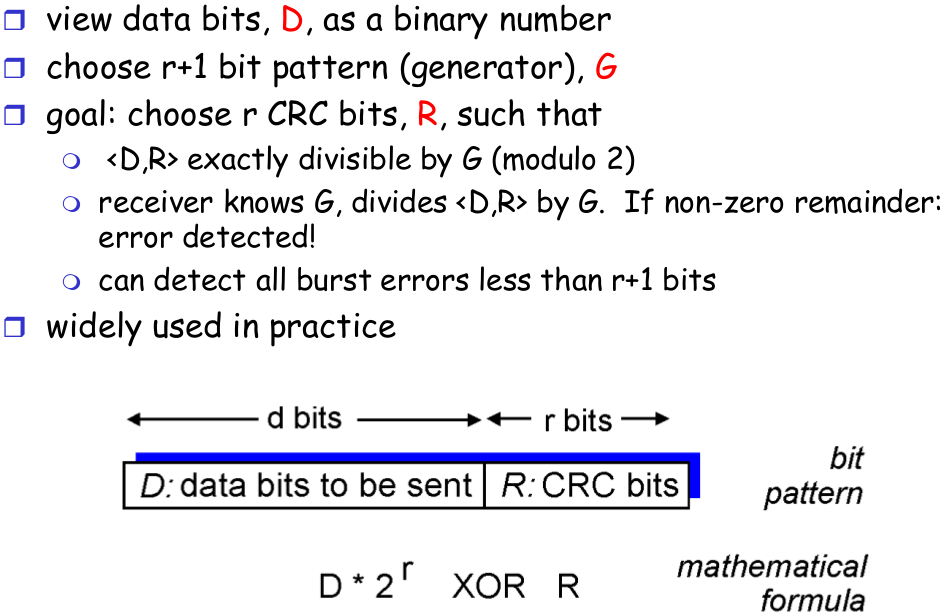 view data bits, D, as a binary number
choose r+1 bit pattern (generator), G
goal: choose r CRC bits, R, such that
<D,R> exactly divisible by G (modulo 2)
receiver knows G, divides <D,R> by G. If non-zero remainder:
error detected!
can detect all burst errors less than r+1 bits
widely used in practice
d bits r bits
D: data bits to be sent R: CRC bits bit
pattern
D * 2^r XOR R mathematical
formula